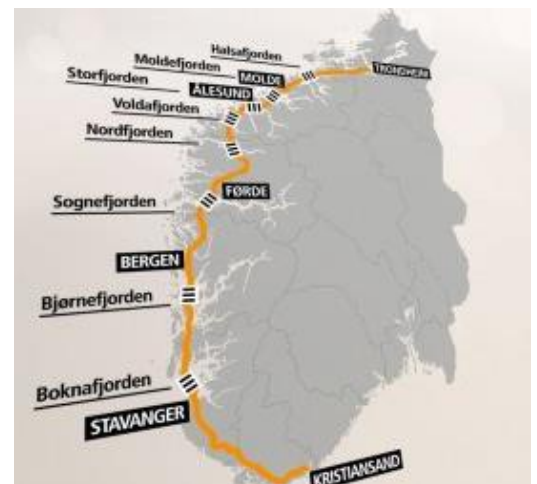 Halsafjorden
Moldefjorden
MOLDE
TRONDHEIM
Storfjorden
ÅLESUND
Voldafjorden
Nordfjorden
FØRDE
Sognefjorden
BERGEN
Bjørnefjorden
Boknafjorden
STAVANGER
KRISTIANSAND